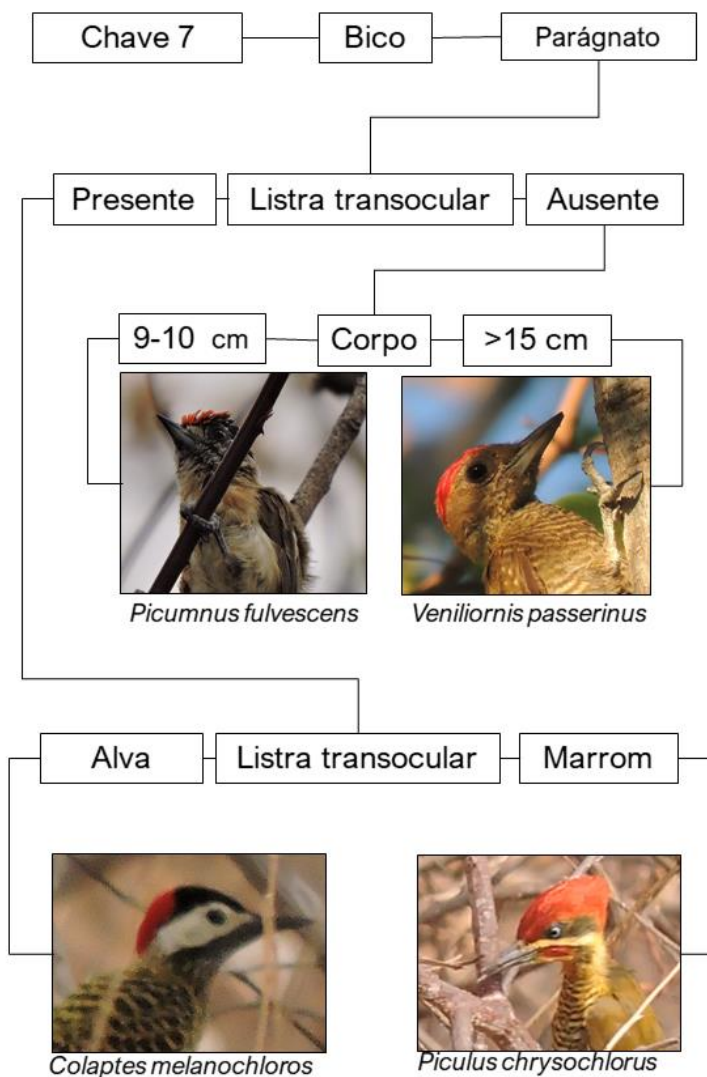 Chave 7 Bico Parágnato
Presente Listra transocular Ausente
9-10 cm Corpo >15 cm
Picumnus fulvescens Veniliornis passerinus
Alva Listra transocular Marrom
Colaptes melanochloros Piculus chrysochlorus